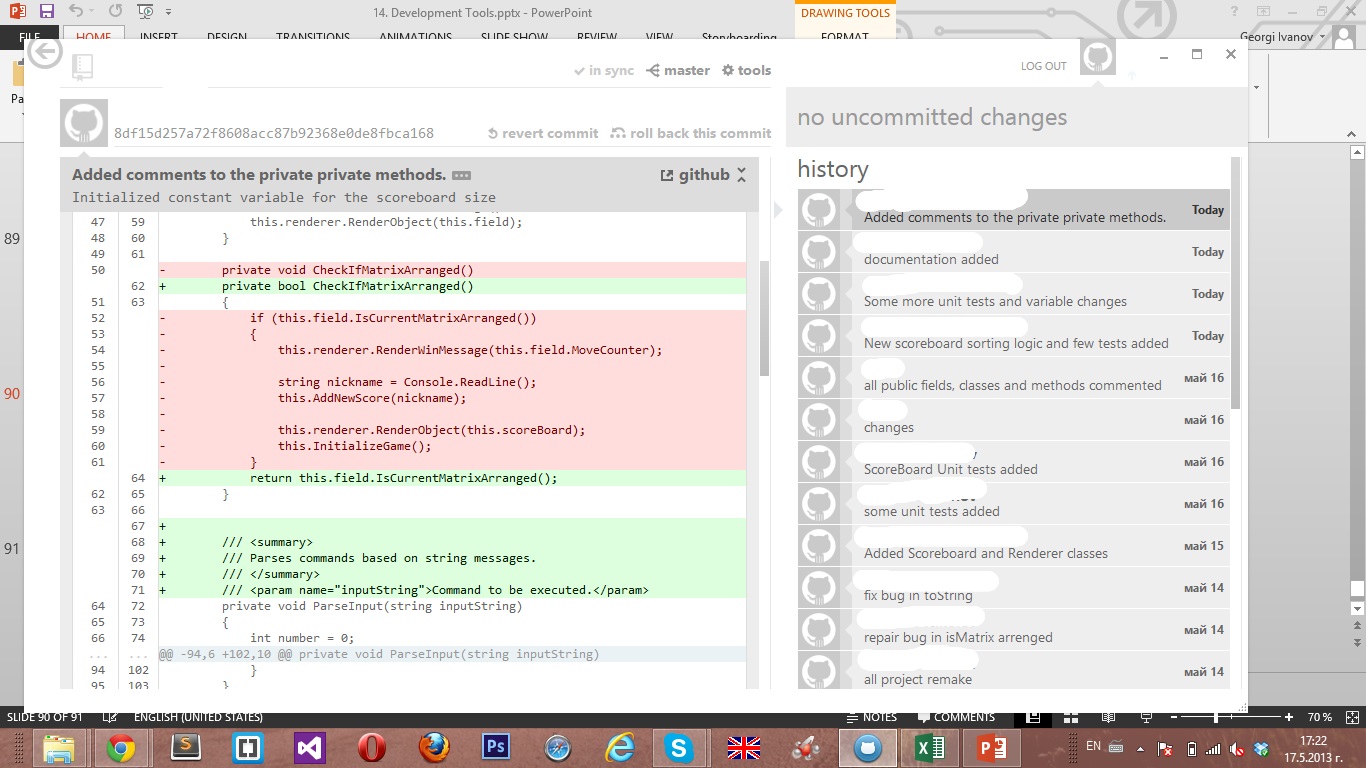 14. Development Tools.pptx - PowerPoint
DRAWING TOOLS
FILE HOME INSERT DESIGN TRANSITIONS ANIMATIONS SLIDE SHOW REVIEW VIEW Storyboarding FORMAT
Georgi Ivanov
in sync master tools
LOG OUT
8df15d257a72f8608acc87b92368e0de8fbca168
revert commit roll back this commit
Added comments to the private private methods.
github
Initialized constant variable for the scoreboard size
47 59 this.renderer.RenderObject(this.field);
48 60 }
49 61
50 - private void CheckIfMatrixArranged()
62 + private bool CheckIfMatrixArranged()
51 63 {
52 - if (this.field.IsCurrentMatrixArranged())
53 - {
54 - this.renderer.RenderWinMessage(this.field.MoveCounter);
55 -
56 - string nickname = Console.ReadLine();
57 - this.AddNewScore(nickname);
58 -
59 - this.renderer.RenderObject(this.scoreBoard);
60 - this.InitializeGame();
61 - }
64 + return this.field.IsCurrentMatrixArranged();
62 65 }
63 66
67 +
68 + /// <summary>
69 + /// Parses commands based on string messages.
70 + /// </summary>
71 + /// <param name="inputString">Command to be executed.</param>
64 72 private void ParseInput(string inputString)
65 73 {
66 74 int number = 0;
... ... @@ -94,6 +102,10 @@ private void ParseInput(string inputString)
94 102 }
95 103 }
no uncommitted changes
history
Added comments to the private private methods. Today
documentation added Today
Some more unit tests and variable changes Today
New scoreboard sorting logic and few tests added Today
all public fields, classes and methods commented май 16
changes май 16
ScoreBoard Unit tests added май 16
some unit tests added май 16
Added Scoreboard and Renderer classes май 15
fix bug in toString май 14
repair bug in isMatrix arrenged май 14
all project remake май 14
89
90
91
SLIDE 90 OF 91 ENGLISH (UNITED STATES) NOTES COMMENTS 70 %
EN 17:22
17.5.2013 г.